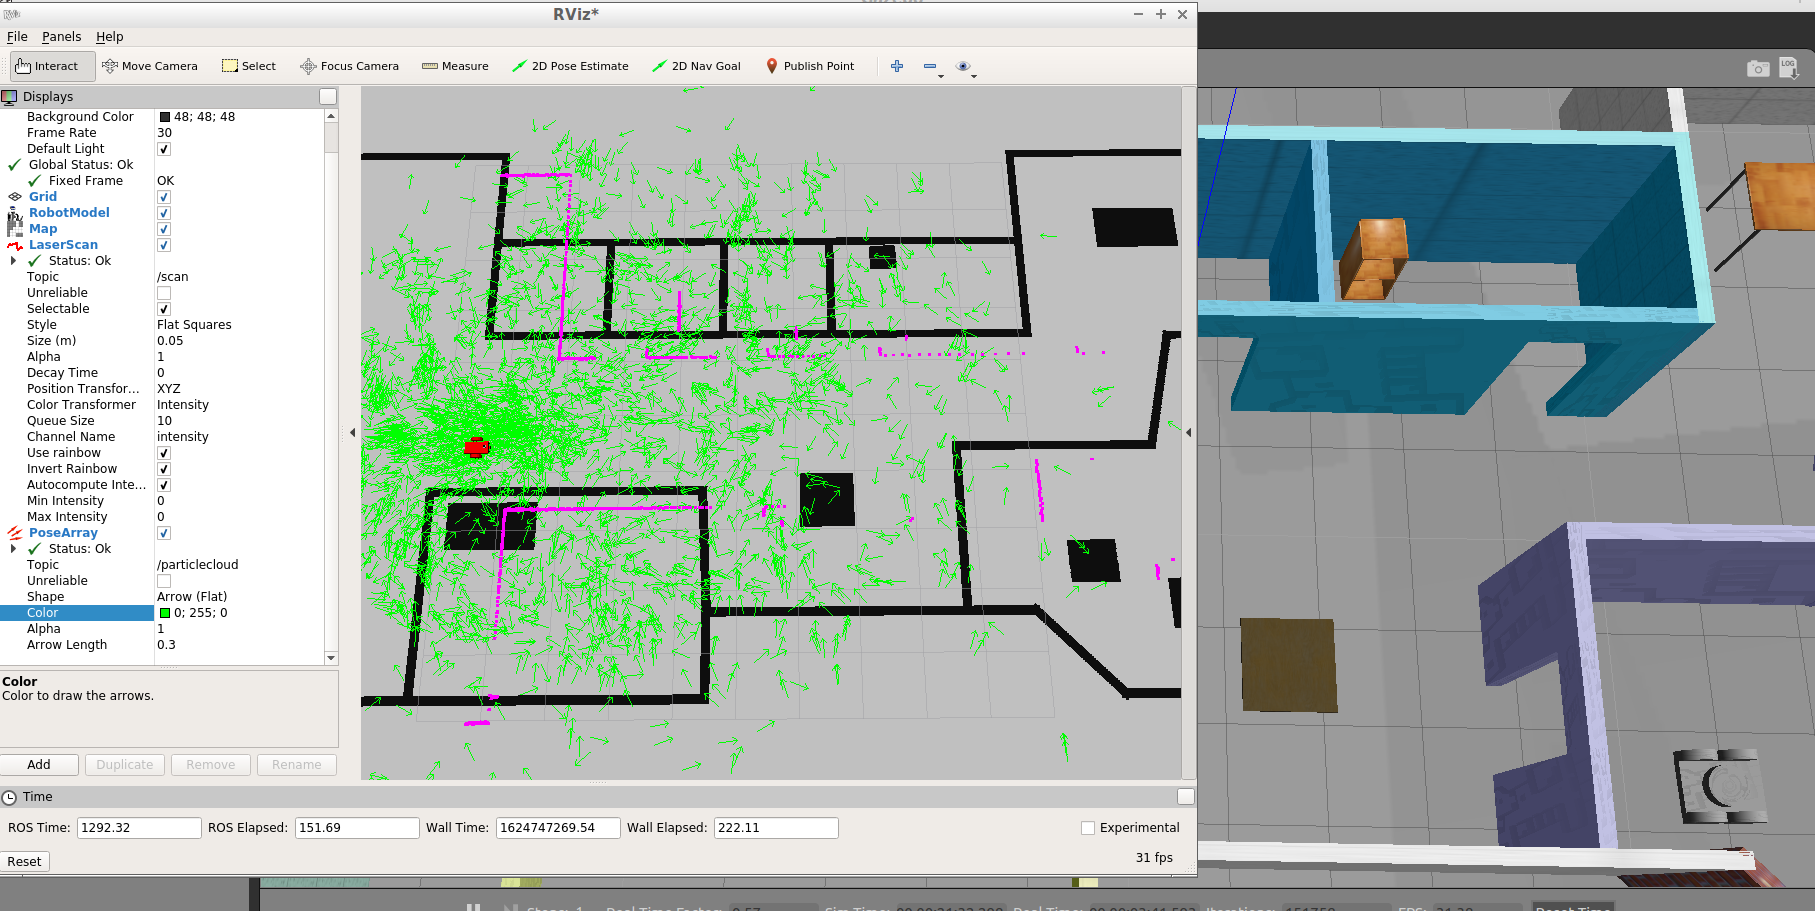 RViz*
File Panels Help
Interact Move Camera Select Focus Camera Measure 2D Pose Estimate 2D Nav Goal Publish Point
LOG
Displays
Background Color 48; 48; 48
Frame Rate 30
Default Light
Global Status: Ok
Fixed Frame OK
Grid
RobotModel
Map
LaserScan
Status: Ok
Topic /scan
Unreliable
Selectable
Style Flat Squares
Size (m) 0.05
Alpha 1
Decay Time 0
Position Transfor... XYZ
Color Transformer Intensity
Queue Size 10
Channel Name intensity
Use rainbow
Invert Rainbow
Autocompute Inte...
Min Intensity 0
Max Intensity 0
PoseArray
Status: Ok
Topic /particlecloud
Unreliable
Shape Arrow (Flat)
Color 0; 255; 0
Alpha 1
Arrow Length 0.3
Color
Color to draw the arrows.
Add Duplicate Remove Rename
Time
ROS Time: 1292.32 ROS Elapsed: 151.69 Wall Time: 1624747269.54 Wall Elapsed: 222.11 Experimental
Reset 31 fps